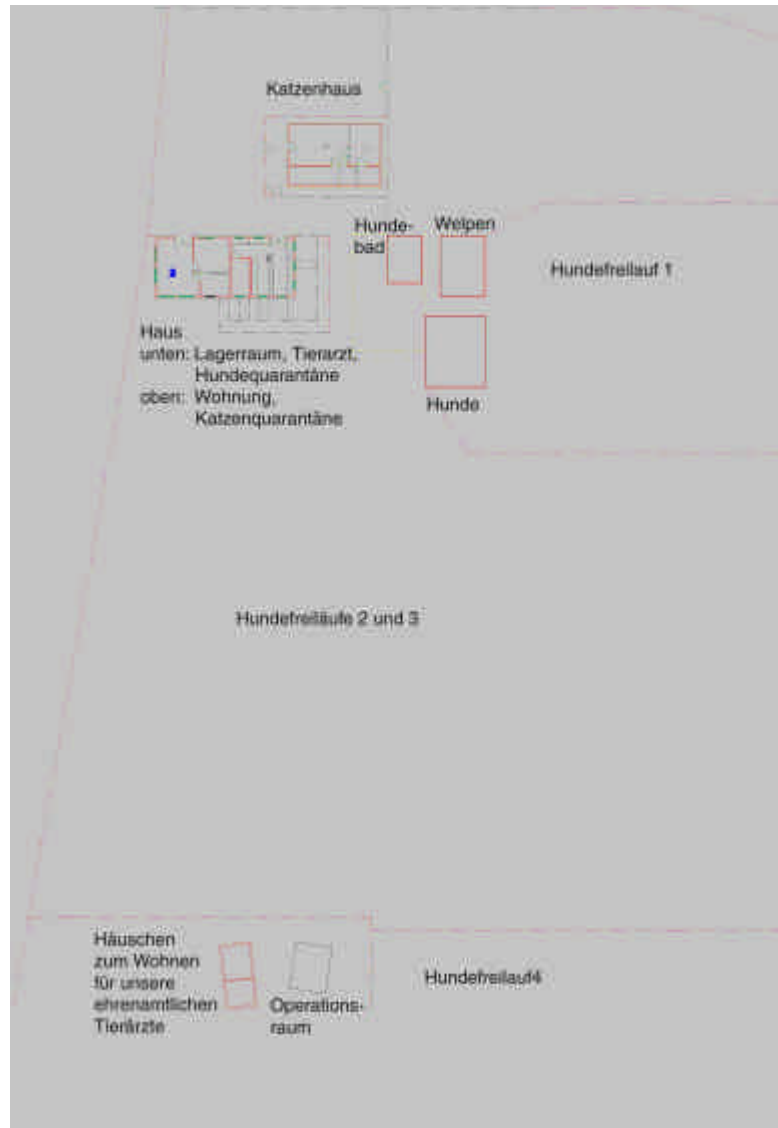 Katzenhaus
Hunde-
bad
Welpen
Hundefreilauf 1
Haus
unten: Lagerraum, Tierarzt,
Hundequarantäne
oben: Wohnung,
Katzenquarantäne
Hunde
Hundefreiläufe 2 und 3
Häuschen
zum Wohnen
für unsere
ehrenamtlichen
Tierärzte
Operations-
raum
Hundefreilauf4